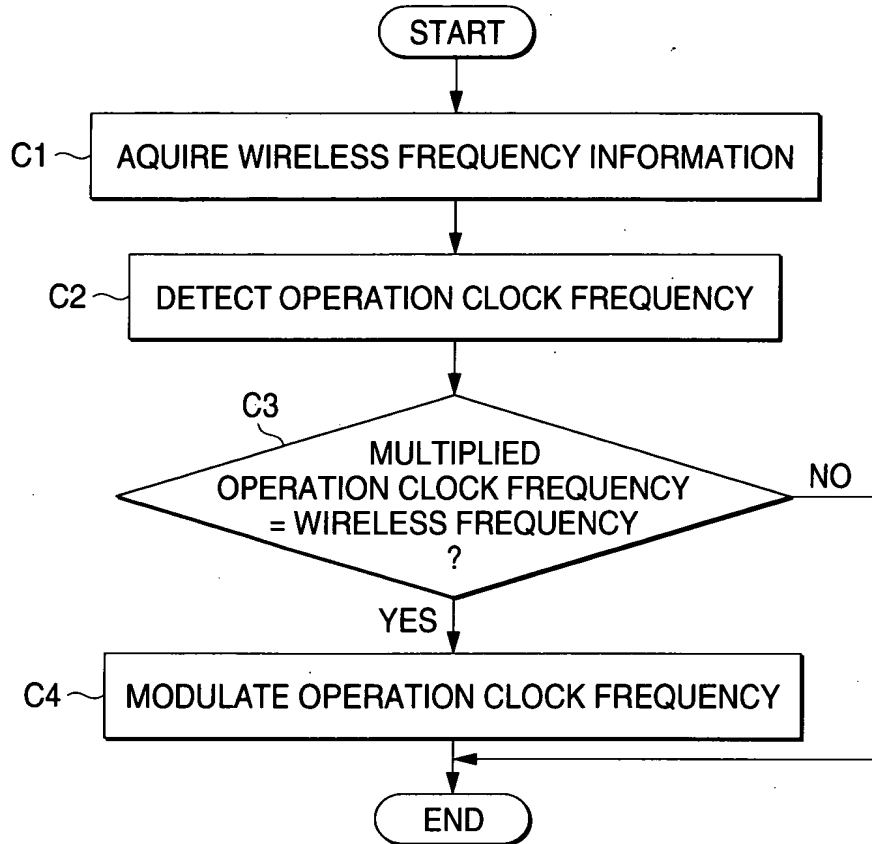 START
C1
AQUIRE WIRELESS FREQUENCY INFORMATION
C2
DETECT OPERATION CLOCK FREQUENCY
C3
MULTIPLIED
OPERATION CLOCK FREQUENCY
= WIRELESS FREQUENCY
?
NO
YES
C4
MODULATE OPERATION CLOCK FREQUENCY
END